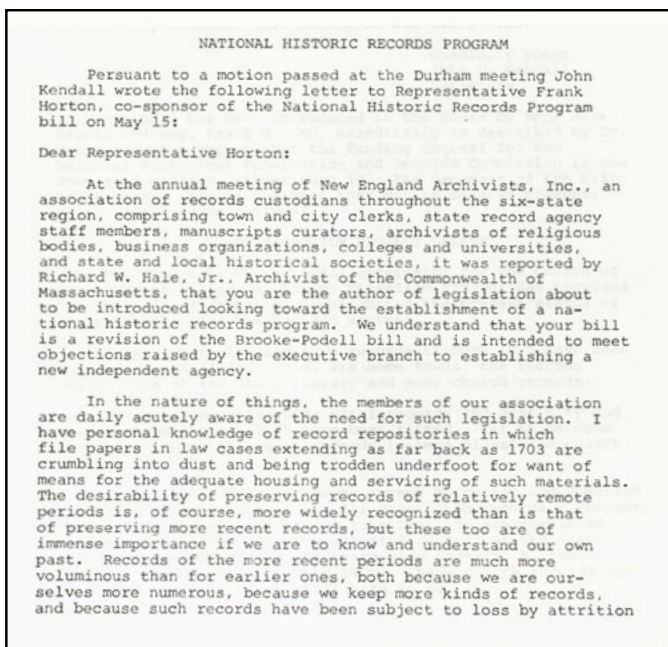 NATIONAL HISTORIC RECORDS PROGRAM
Persuant to a motion passed at the Durham meeting John
Kendall wrote the following letter to Representative Frank
Horton, co-sponsor of the National Historic Records Program
bill on May 15:
Dear Representative Horton:
At the annual meeting of New England Archivists, Inc., an
association of records custodians throughout the six-state
region, comprising town and city clerks, state record agency
staff members, manuscripts curators, archivists of religious
bodies, business organizations, colleges and universities,
and state and local historical societies, it was reported by
Richard W. Hale, Jr., Archivist of the Commonwealth of
Massachusetts, that you are the author of legislation about
to be introduced looking toward the establishment of a na-
tional historic records program. We understand that your bill
is a revision of the Brooke-Podell bill and is intended to meet
objections raised by the executive branch to establishing a
new independent agency.
In the nature of things, the members of our association
are daily acutely aware of the need for such legislation. I
have personal knowledge of record repositories in which
file papers in law cases extending as far back as 1703 are
crumbling into dust and being trodden underfoot for want of
means for the adequate housing and servicing of such materials.
The desirability of preserving records of relatively remote
periods is, of course, more widely recognized than is that
of preserving more recent records, but these too are of
immense importance if we are to know and understand our own
past. Records of the more recent periods are much more
voluminous than for earlier ones, both because we are our-
selves more numerous, because we keep more kinds of records,
and because such records have been subject to loss by attrition